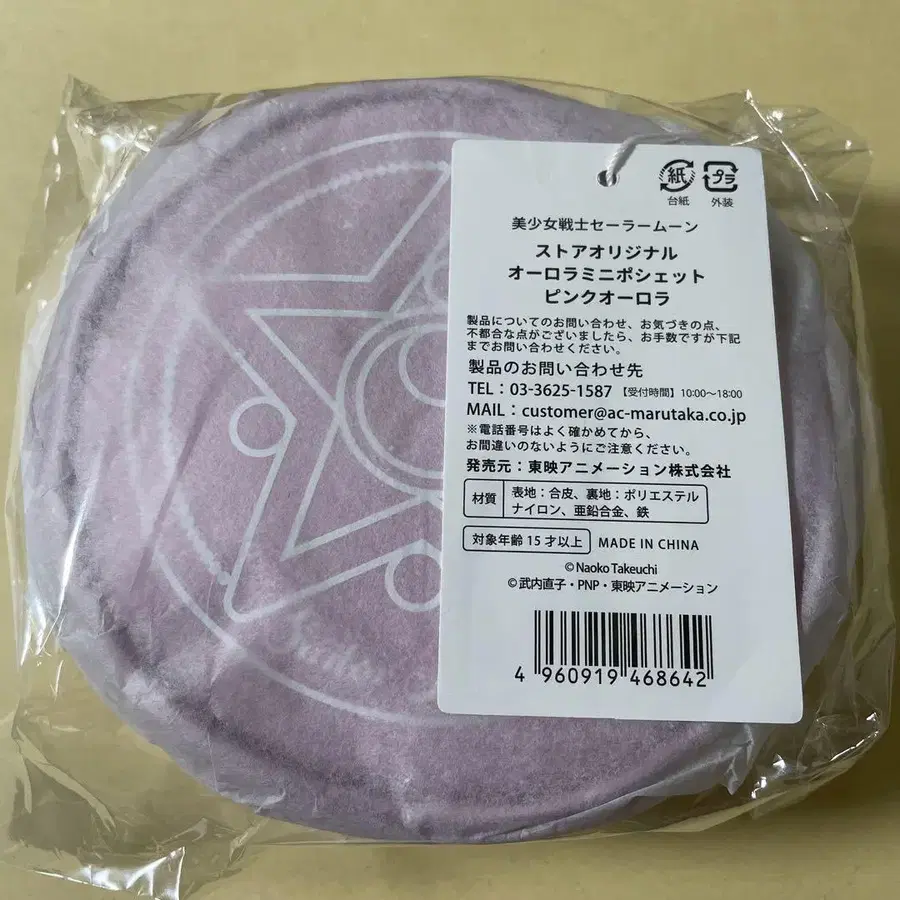 紙 プラ
台紙 外装
美少女戦士セーラームーン
ストアオリジナル
オーロラミニポシェット
ピンクオーロラ
製品についてのお問い合わせ、お気づきの点、
不都合な点がございましたら、お手数ですが下記
までお問い合わせください。
製品のお問い合わせ先
TEL：03-3625-1587 【受付時間】10:00～18:00
MAIL：customer@ac-marutaka.co.jp
※電話番号はよく確かめてから、
お間違いのないようにご注意ください。
発売元：東映アニメーション株式会社
材質 表地：合皮、裏地：ポリエステル
ナイロン、亜鉛合金、鉄
対象年齢 15 才以上 MADE IN CHINA
© Naoko Takeuchi
© 武内直子・PNP・東映アニメーション
4 960919 468642